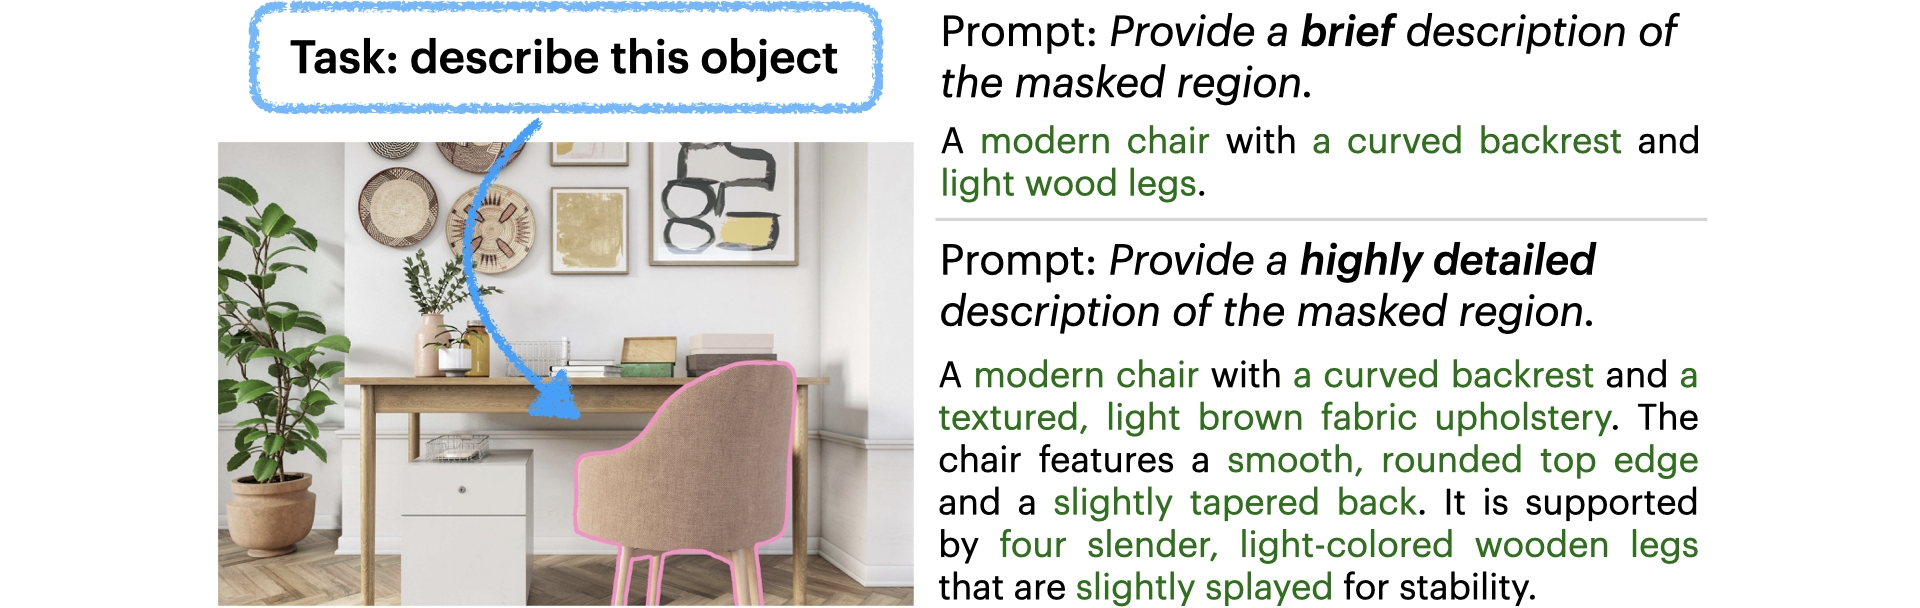 Task: describe this object
Prompt: Provide a brief description of
the masked region.
A modern chair with a curved backrest and
light wood legs.
Prompt: Provide a highly detailed
description of the masked region.
A modern chair with a curved backrest and a
textured, light brown fabric upholstery. The
chair features a smooth, rounded top edge
and a slightly tapered back. It is supported
by four slender, light-colored wooden legs
that are slightly splayed for stability.